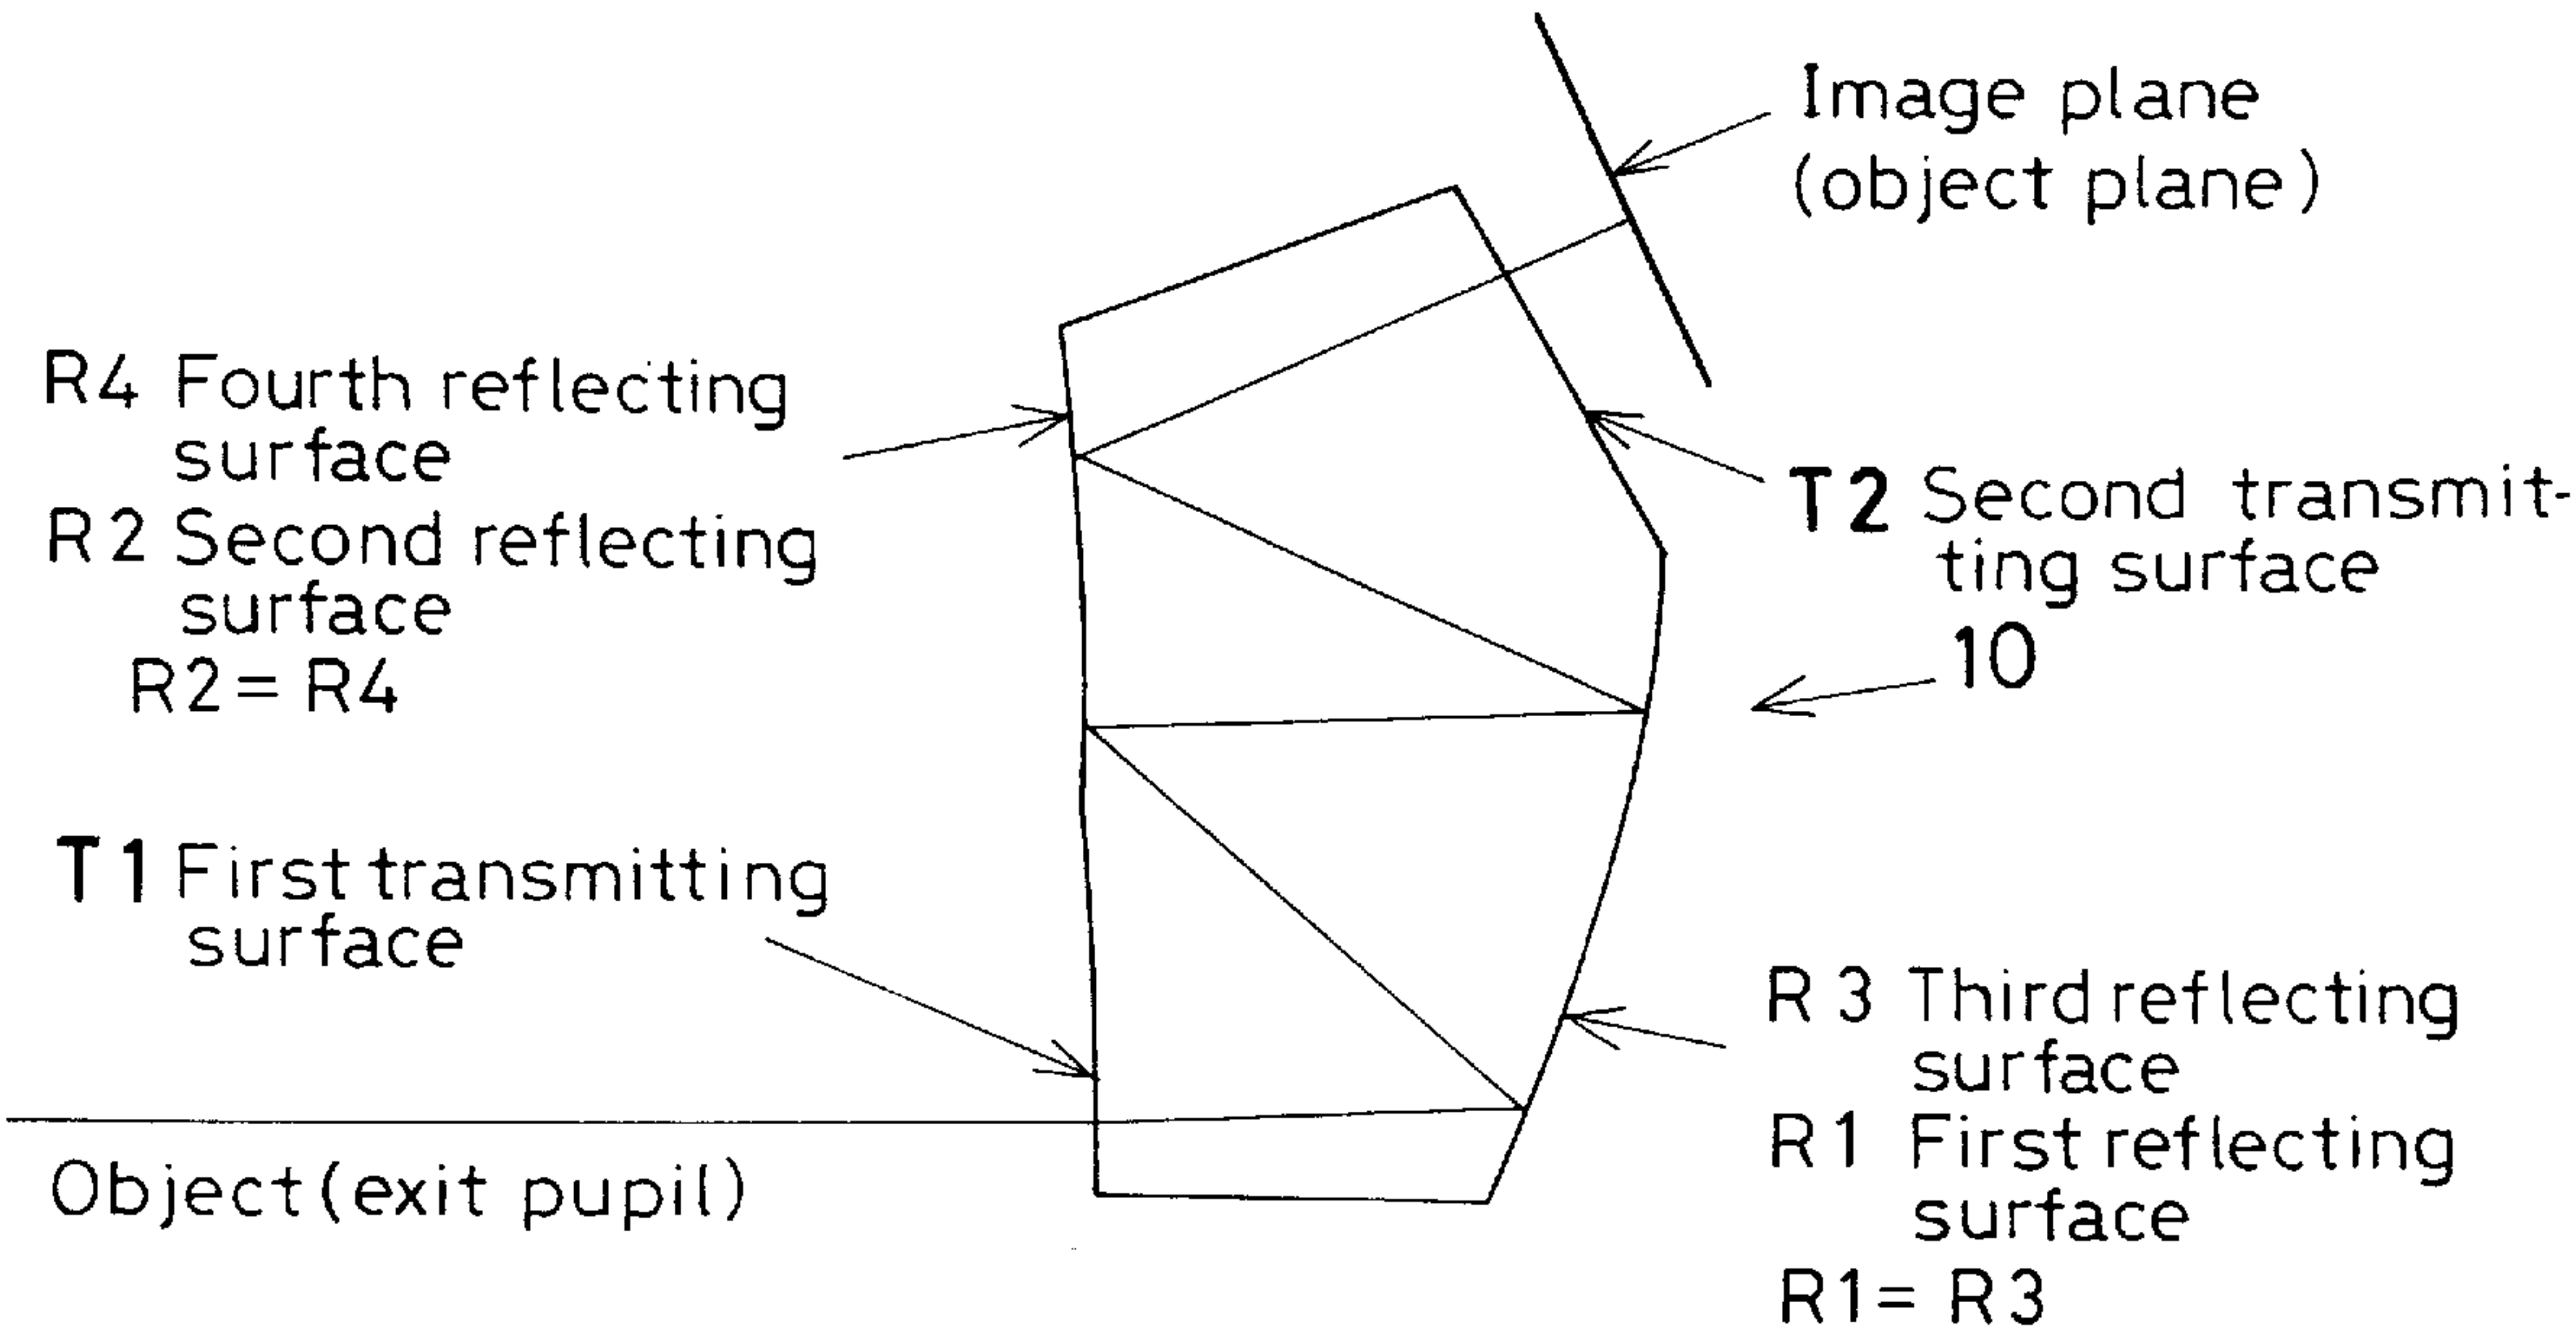 Image plane
(object plane)
R4 Fourth reflecting
surface
R2 Second reflecting
surface
R2= R4
T2 Second transmit-
ting surface
10
T1 First transmitting
surface
Object(exit pupil)
R3 Third reflecting
surface
R1 First reflecting
surface
R1= R3